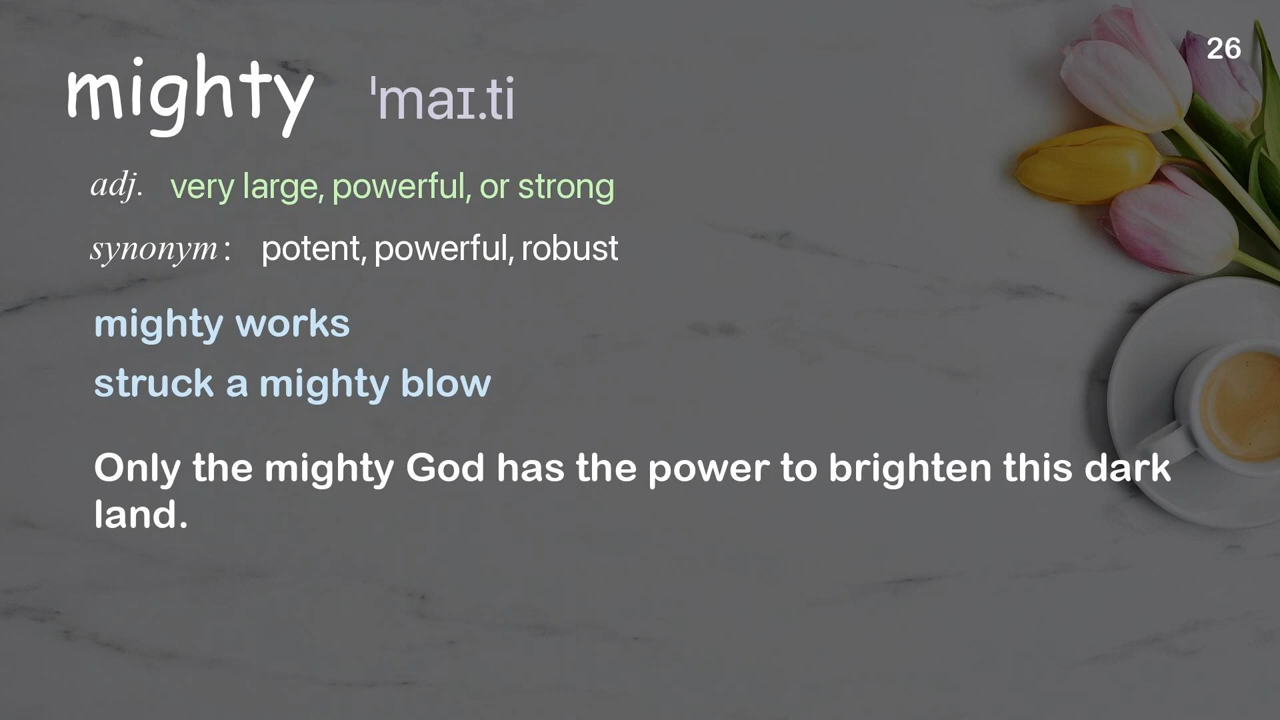 26
mighty ˈmaɪ.ti
adj. very large, powerful, or strong
synonym: potent, powerful, robust
mighty works
struck a mighty blow
Only the mighty God has the power to brighten this dark
land.